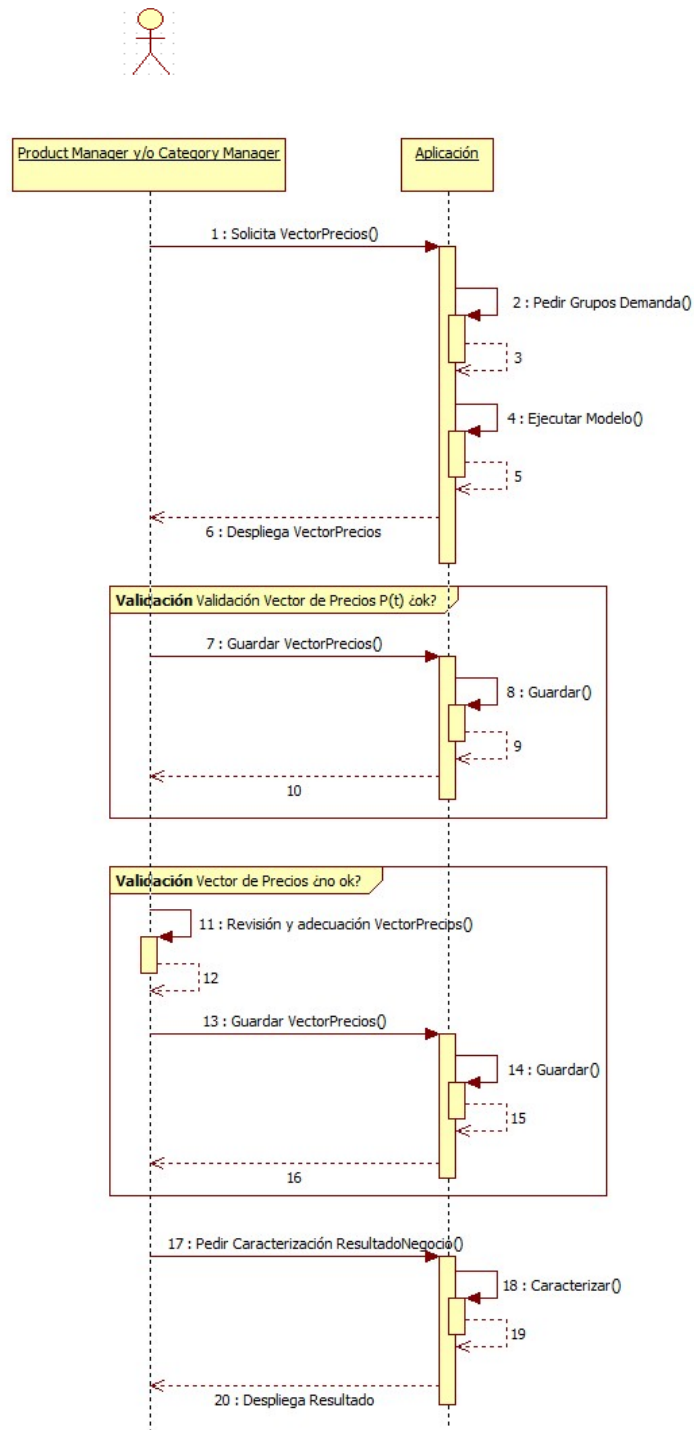 Product Manager y/o Category Manager
Aplicación
1 : Solicita VectorPrecios()
2 : Pedir Grupos Demanda()
3
4 : Ejecutar Modelo()
5
6 : Despliega VectorPrecios
Validación Validación Vector de Precios P(t) ¿ok?
7 : Guardar VectorPrecios()
8 : Guardar()
9
10
Validación Vector de Precios ¿no ok?
11 : Revisión y adecuación VectorPrecios()
12
13 : Guardar VectorPrecios()
14 : Guardar()
15
16
17 : Pedir Caracterización ResultadoNegocio()
18 : Caracterizar()
19
20 : Despliega Resultado